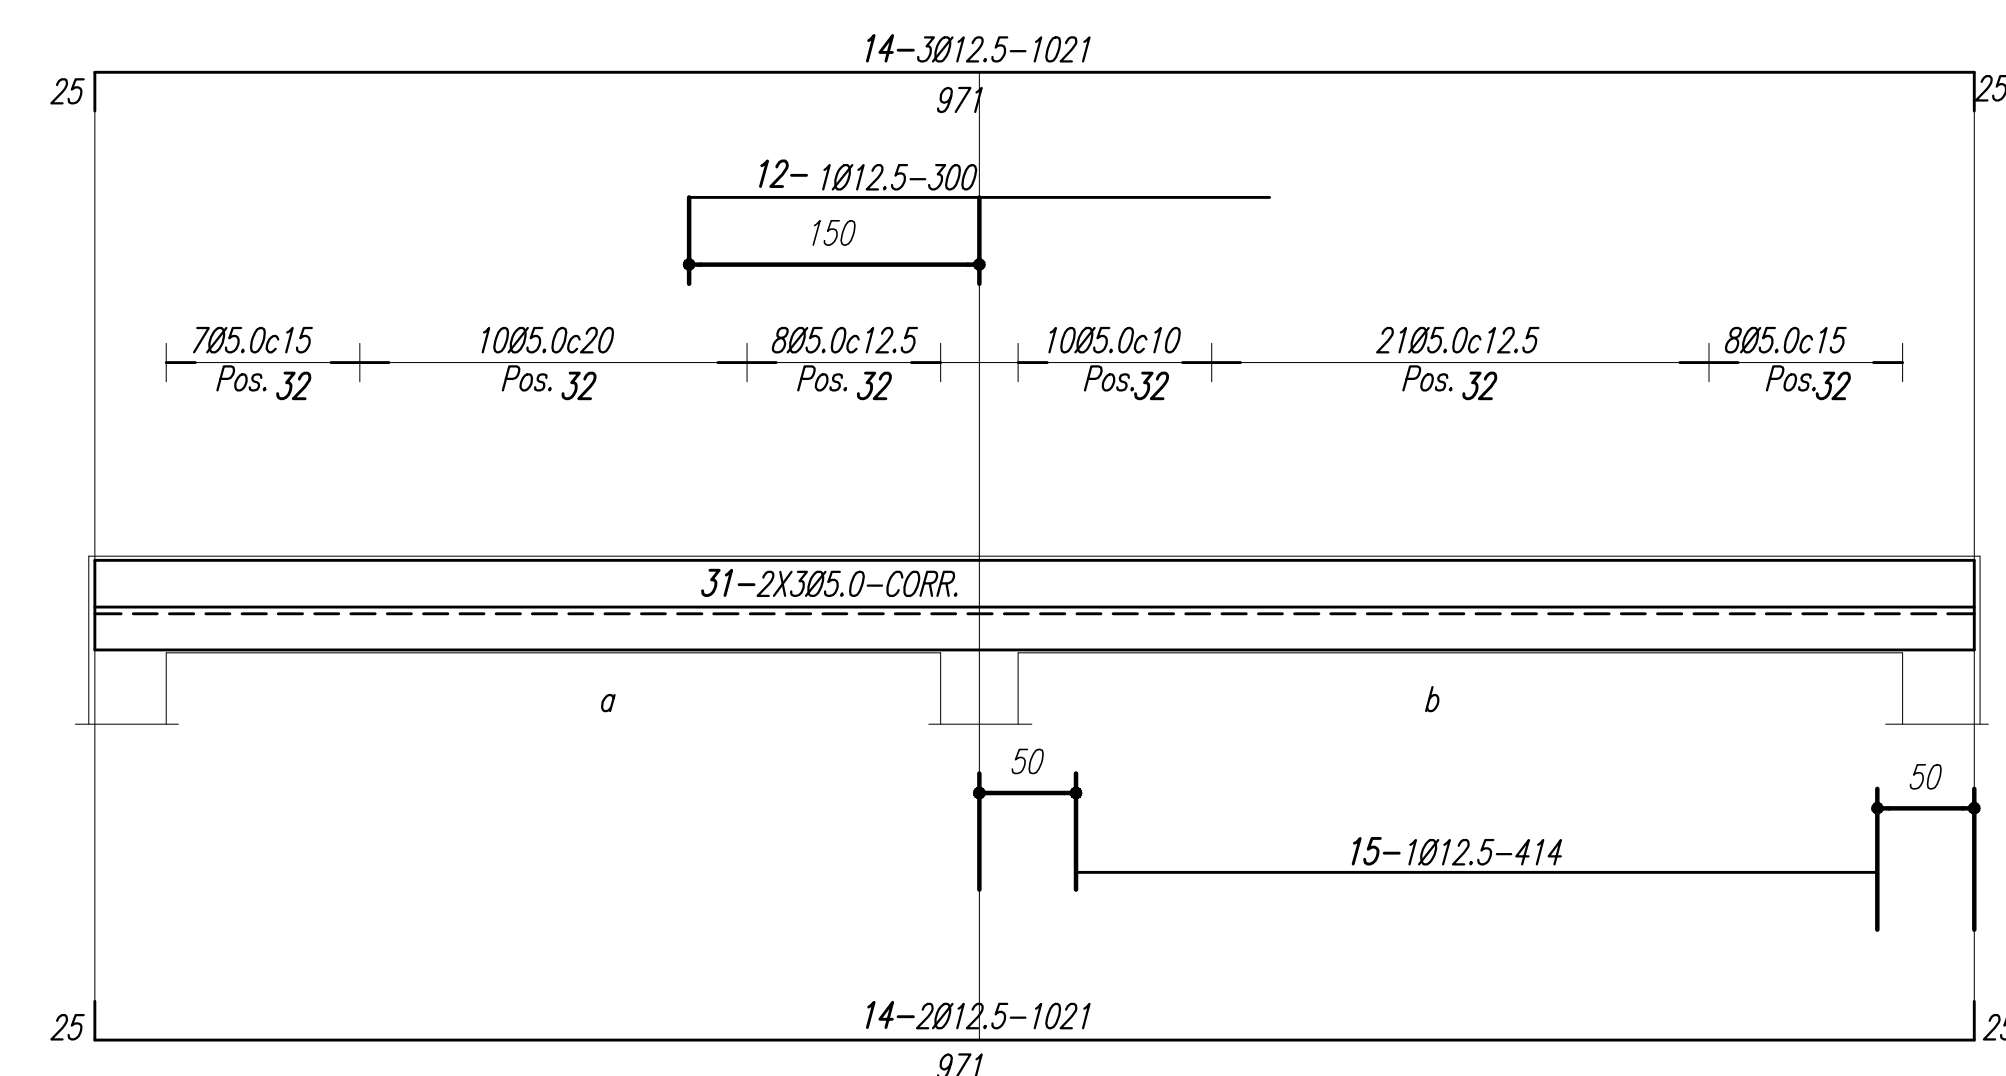 14-3Ø12.5-1021
25
25
971
12- 1Ø12.5-300
150
7Ø5.0c15 10Ø5.0c20 8Ø5.0c12.5 10Ø5.0c10 21Ø5.0c12.5 8Ø5.0c15
Pos. 32 Pos. 32 Pos. 32 Pos.32 Pos. 32 Pos.32
31-2X3Ø5.0-CORR.
a b
50
50
15-1Ø12.5-414
14-2Ø12.5-1021
25
25
971